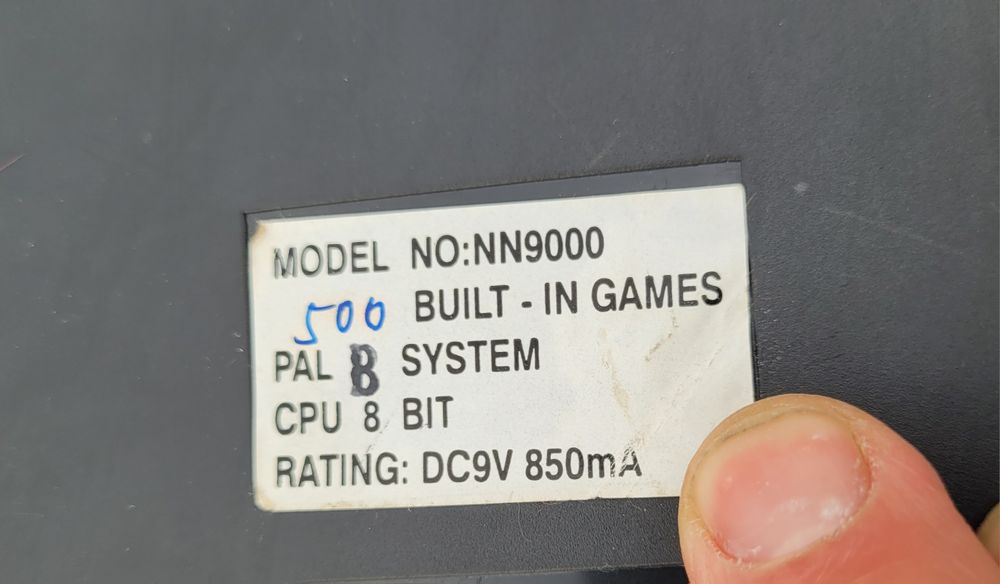 MODEL NO:NN9000
500 BUILT - IN GAMES
PAL B SYSTEM
CPU 8 BIT
RATING: DC9V 850mA